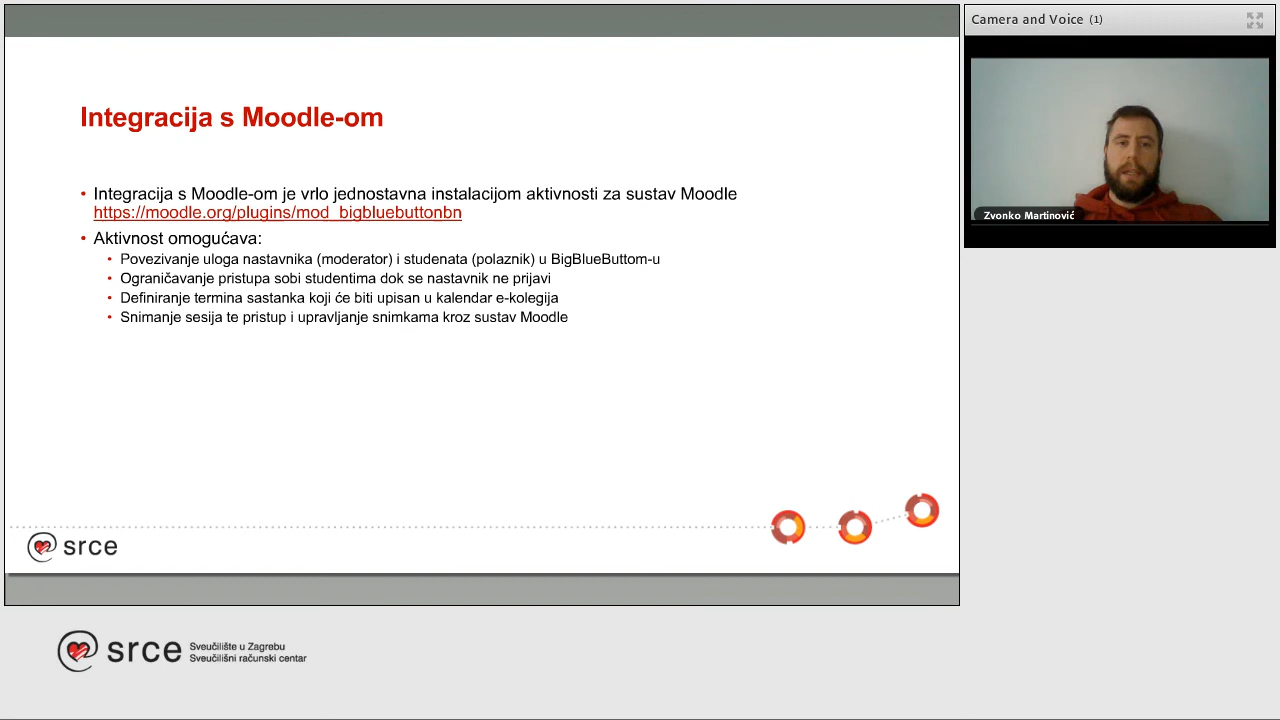 Camera and Voice (1)
Integracija s Moodle-om
• Integracija s Moodle-om je vrlo jednostavna instalacijom aktivnosti za sustav Moodle
https://moodle.org/plugins/mod_bigbluebuttonbn
• Aktivnost omogućava:
• Povezivanje uloga nastavnika (moderator) i studenata (polaznik) u BigBlueButtom-u
• Ograničavanje pristupa sobi studentima dok se nastavnik ne prijavi
• Definiranje termina sastanka koji će biti upisan u kalendar e-kolegija
• Snimanje sesija te pristup i upravljanje snimkama kroz sustav Moodle
Zvonko Martinović
srce
srce
Sveučilište u Zagrebu
Sveučilišni računski centar